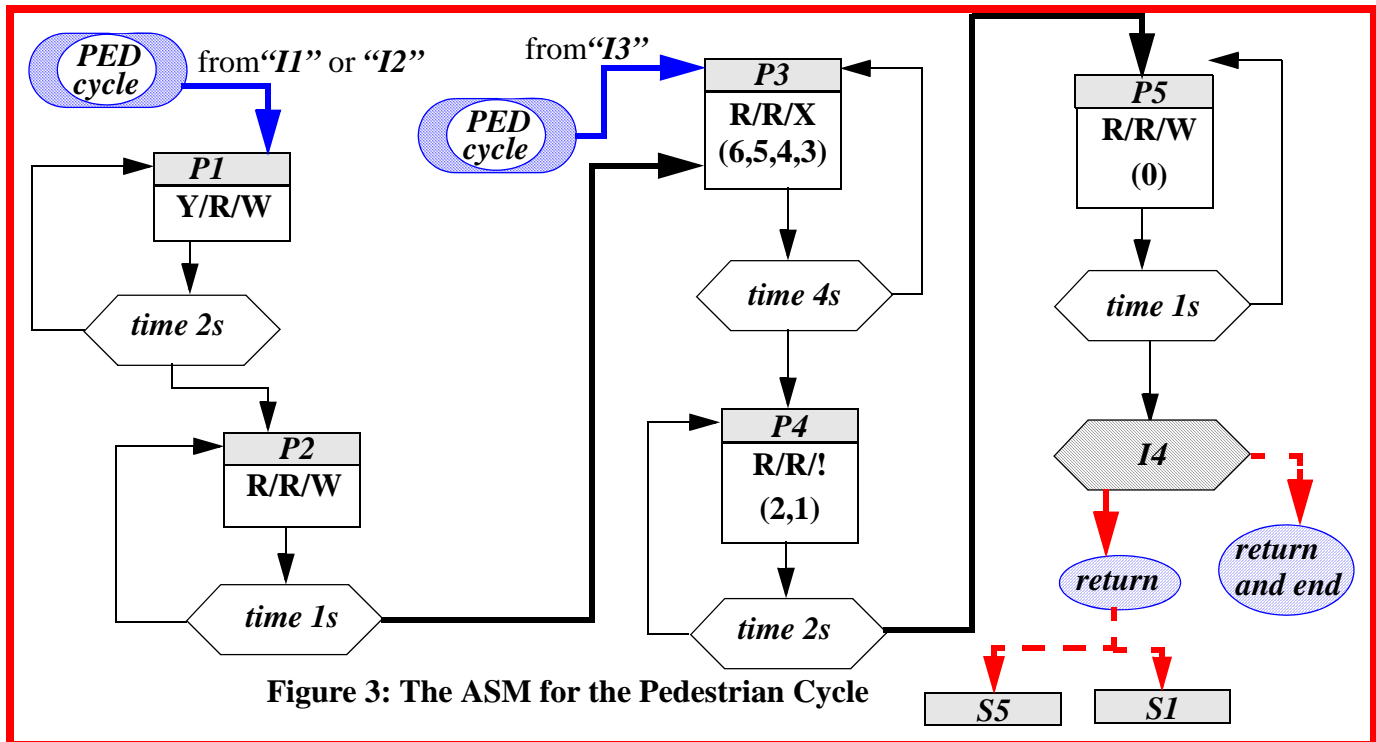 PED
cycle
from“I1” or “I2”
P1
Y/R/W
time 2s
P2
R/R/W
time 1s
from“I3”
PED
cycle
P3
R/R/X
(6,5,4,3)
time 4s
P4
R/R/!
(2,1)
time 2s
P5
R/R/W
(0)
time 1s
I4
return
return
and end
S5
S1
Figure 3: The ASM for the Pedestrian Cycle